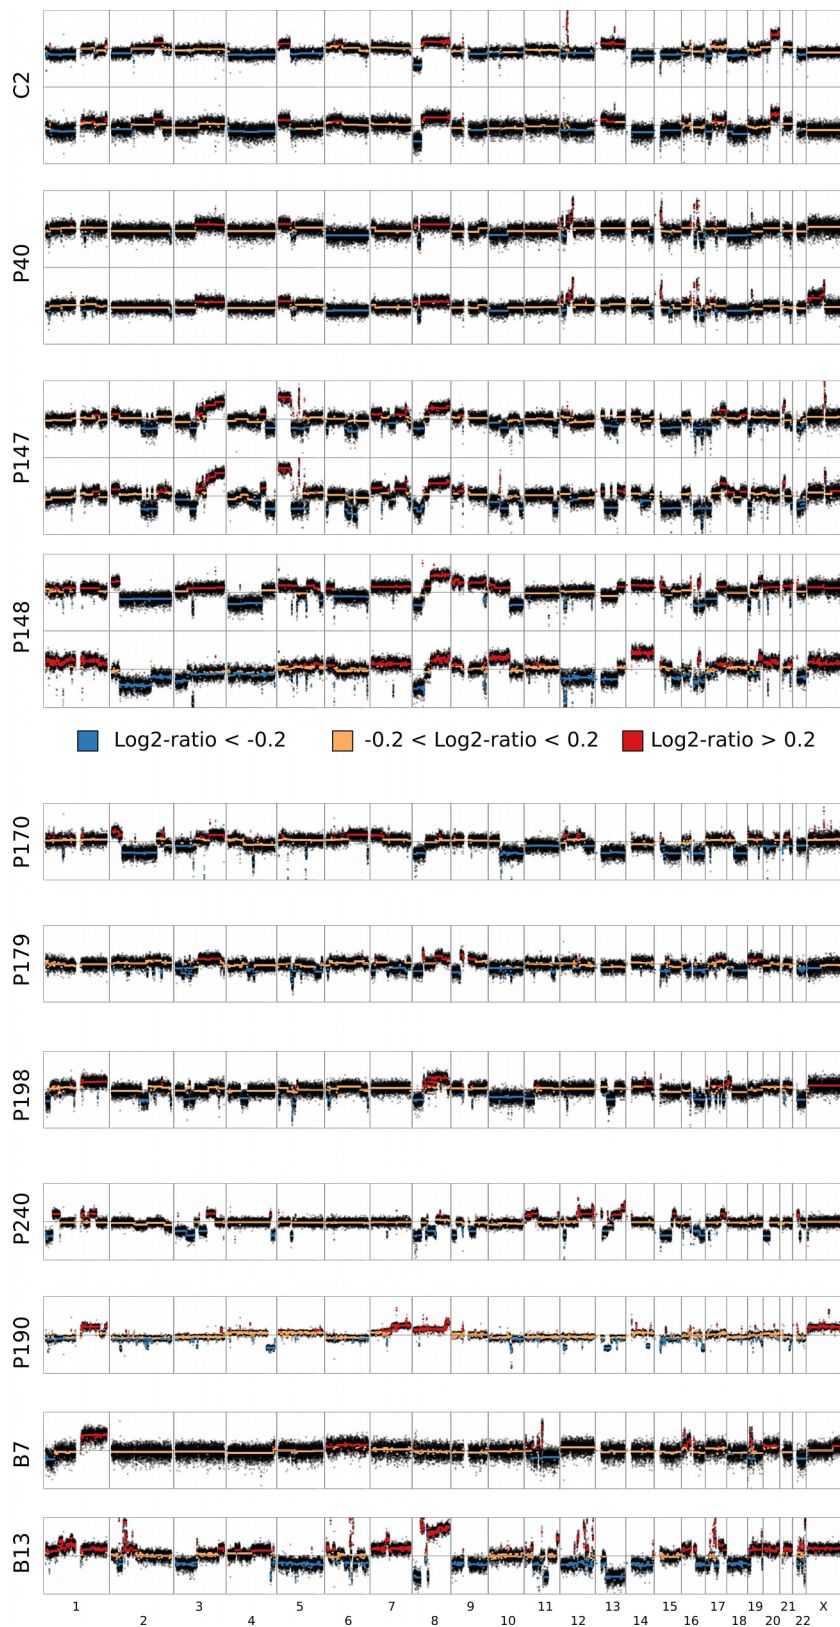 C2
P40
P147
P148
Log2-ratio < -0.2
-0.2 < Log2-ratio < 0.2
Log2-ratio > 0.2
P170
P179
P198
P240
P190
B7
B13
1 3 5 7 9 11 13 15 17 19 21 X
2 4 6 8 10 12 14 16 18 20 22